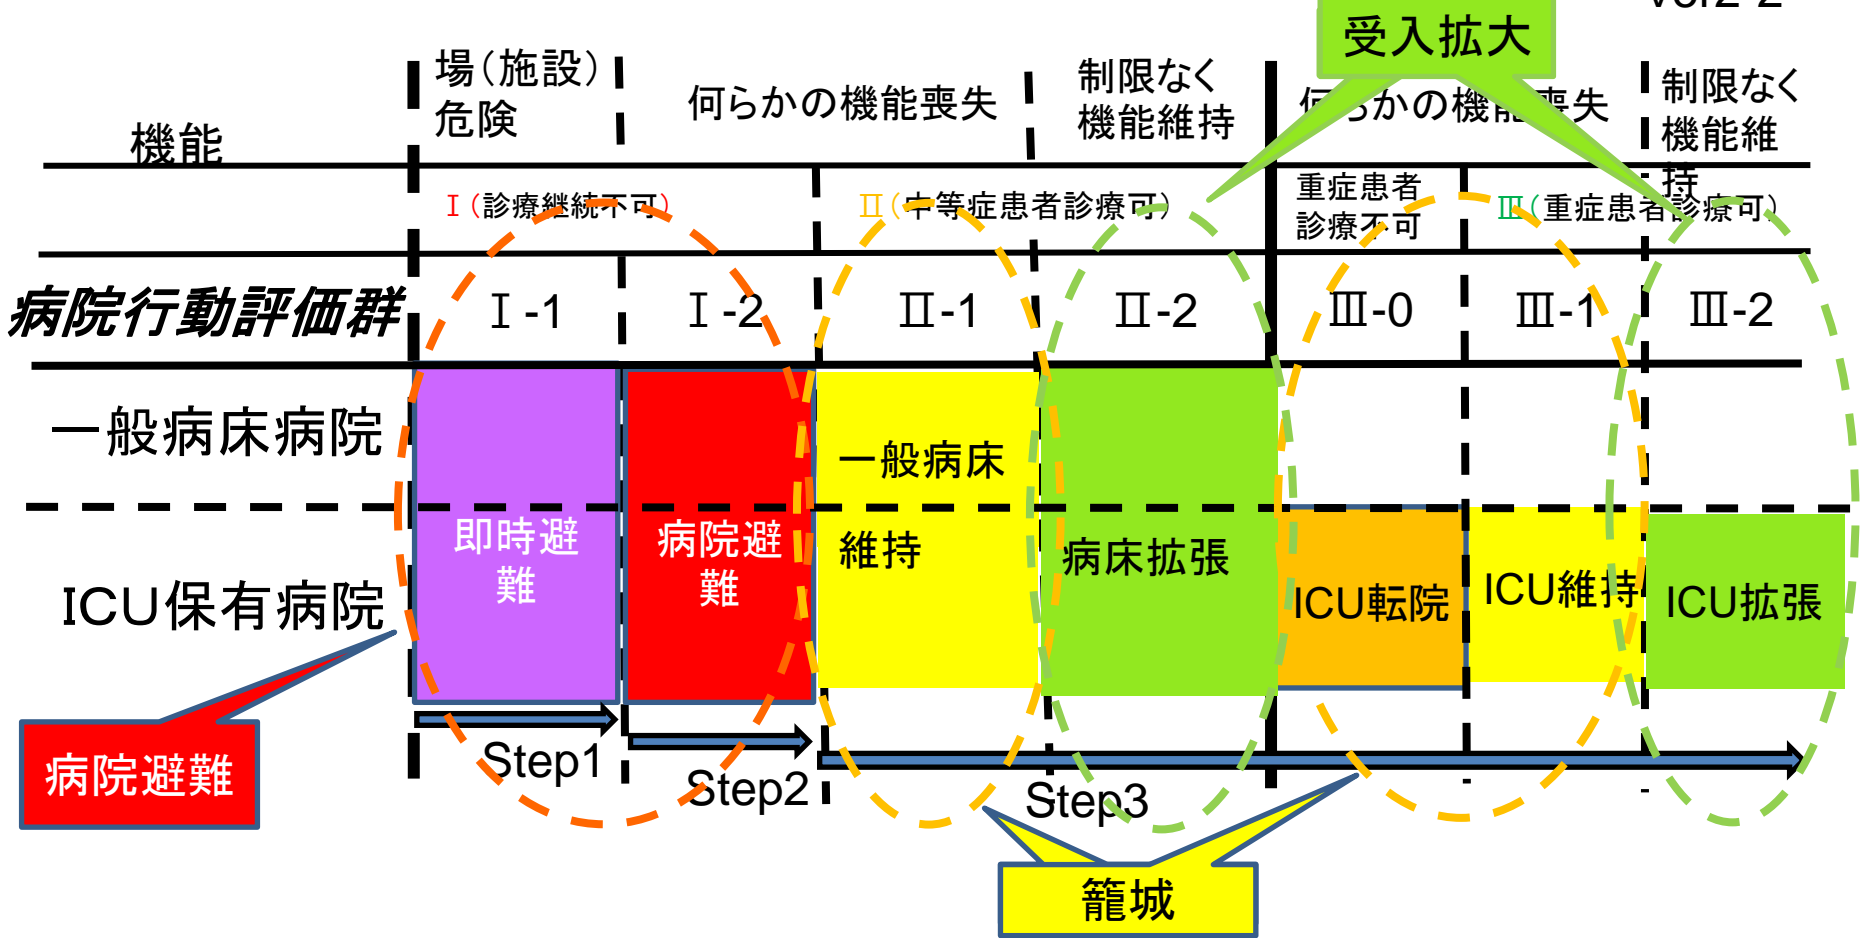 受入拡大
場(施設)
危険
何らかの機能喪失
制限なく
機能維持
何らかの機能喪失
制限なく
機能維
持
機能
Ⅰ(診療継続不可)
Ⅱ(中等症患者診療可)
重症患者
診療不可
Ⅲ(重症患者診療可)
病院行動評価群
Ⅰ-1
Ⅰ-2
Ⅱ-1
Ⅱ-2
Ⅲ-0
Ⅲ-1
Ⅲ-2
一般病床病院
一般病床
維持
ICU保有病院
即時避
難
病院避
難
病床拡張
ICU転院
ICU維持
ICU拡張
病院避難
Step1
Step2
Step3
籠城